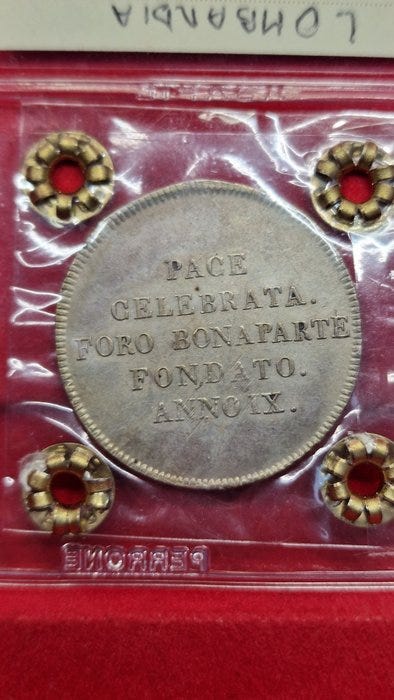 LOMBARDIA
PACE
CELEBRATA.
FORO BONAPARTE
FONDATO.
ANNO IX.
PERRONE